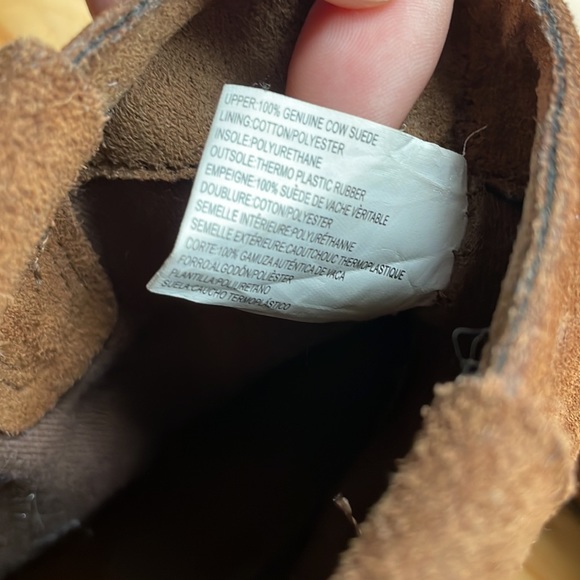 UPPER:100% GENUINE COW SUEDE
LINING:COTTON/POLYESTER
INSOLE:POLYURETHANE
OUTSOLE:THERMO PLASTIC RUBBER
EMPEIGNE:100% SUÈDE DE VACHE VÉRITABLE
DOUBLURE:COTON/POLYESTER
SEMELLE INTÉRIEURE:POLYURÉTHANNE
SEMELLE EXTÉRIEURE:CAOUTCHOUC THERMOPLASTIQUE
CORTE:100% GAMUZA AUTÉNTICA DE VACA
FORRO:ALGODÓN POLIÉSTER
PLANTILLA:POLIURETANO
SUELA:CAUCHO TERMOPLÁSTICO